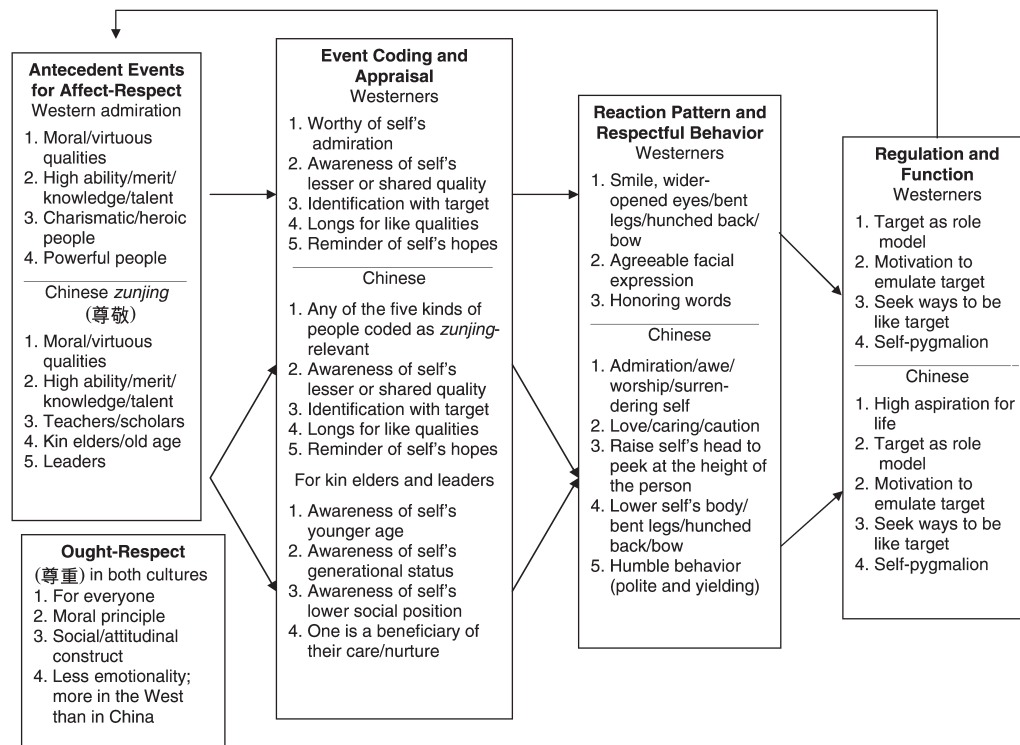 Antecedent Events
for Affect-Respect
Western admiration
1. Moral/virtuous
qualities
2. High ability/merit/
knowledge/talent
3. Charismatic/heroic
people
4. Powerful people
Chinese zunjing
(尊敬)
1. Moral/virtuous
qualities
2. High ability/merit/
knowledge/talent
3. Teachers/scholars
4. Kin elders/old age
5. Leaders
Ought-Respect
(尊重) in both cultures
1. For everyone
2. Moral principle
3. Social/attitudinal
construct
4. Less emotionality;
more in the West
than in China
Event Coding and
Appraisal
Westerners
1. Worthy of self's
admiration
2. Awareness of self's
lesser or shared quality
3. Identification with target
4. Longs for like qualities
5. Reminder of self's hopes
Chinese
1. Any of the five kinds of
people coded as zunjing-
relevant
2. Awareness of self's
lesser or shared quality
3. Identification with target
4. Longs for like qualities
5. Reminder of self's hopes
For kin elders and leaders
1. Awareness of self's
younger age
2. Awareness of self's
generational status
3. Awareness of self's
lower social position
4. One is a beneficiary of
their care/nurture
Reaction Pattern and
Respectful Behavior
Westerners
1. Smile, wider-
opened eyes/bent
legs/hunched back/
bow
2. Agreeable facial
expression
3. Honoring words
Chinese
1. Admiration/awe/
worship/surren-
dering self
2. Love/caring/caution
3. Raise self's head to
peek at the height of
the person
4. Lower self's body/
bent legs/hunched
back/bow
5. Humble behavior
(polite and yielding)
Regulation and
Function
Westerners
1. Target as role
model
2. Motivation to
emulate target
3. Seek ways to be
like target
4. Self-pygmalion
Chinese
1. High aspiration for
life
2. Target as role
model
2. Motivation to
emulate target
3. Seek ways to be
like target
4. Self-pygmalion